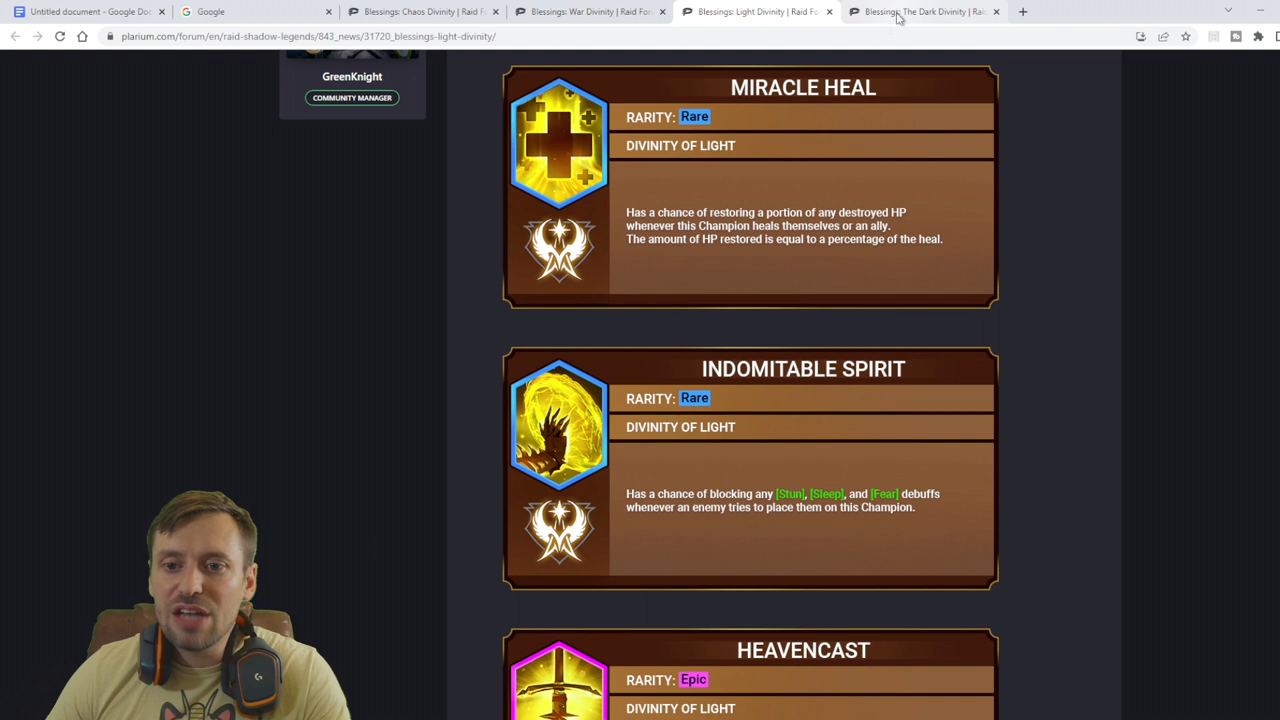 Untitled document - Google Doc
Google
Blessings: Chaos Divinity | Raid F
Blessings: War Divinity | Raid For
Blessings: Light Divinity | Raid Fo
Blessings: The Dark Divinity | Raid
plarium.com/forum/en/raid-shadow-legends/843_news/31720_blessings-light-divinity/
GreenKnight
COMMUNITY MANAGER
MIRACLE HEAL
RARITY: Rare
DIVINITY OF LIGHT
Has a chance of restoring a portion of any destroyed HP
whenever this Champion heals themselves or an ally.
The amount of HP restored is equal to a percentage of the heal.
INDOMITABLE SPIRIT
RARITY: Rare
DIVINITY OF LIGHT
Has a chance of blocking any [Stun], [Sleep], and [Fear] debuffs
whenever an enemy tries to place them on this Champion.
HEAVENCAST
RARITY: Epic
DIVINITY OF LIGHT